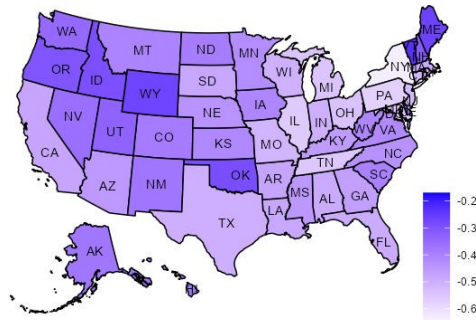 WA
MT
ND
MN
ME
OR
ID
SD
WI
NY
WY
MI
IA
PA
NV
NE
IL
IN
OH
UT
CO
KS
MO
KY
WV
VA
CA
OK
TN
NC
AZ
NM
AR
SC
MS
AL
GA
TX
LA
FL
AK
-0.2
-0.3
-0.4
-0.5
-0.6